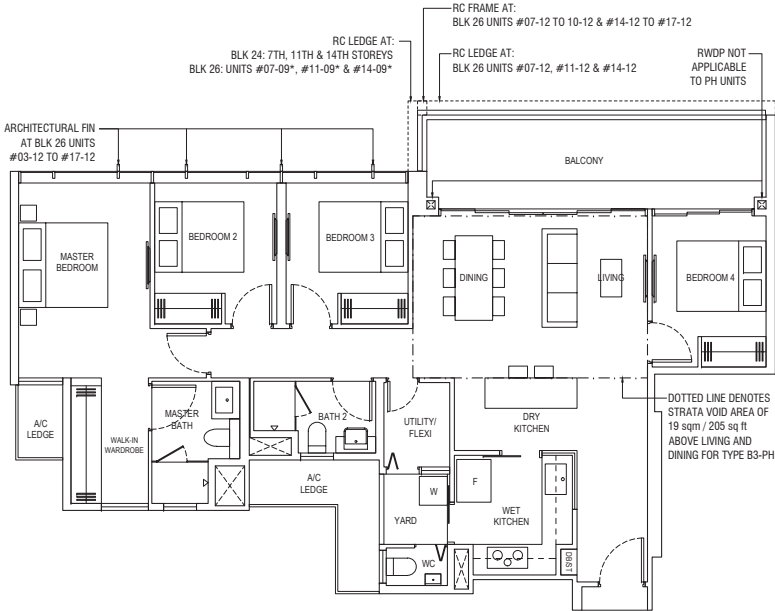 RC FRAME AT:
BLK 26 UNITS #07-12 TO 10-12 & #14-12 TO #17-12
RC LEDGE AT:
BLK 24: 7TH, 11TH & 14TH STOREYS
BLK 26: UNITS #07-09*, #11-09* & #14-09*
RC LEDGE AT:
BLK 26 UNITS #07-12, #11-12 & #14-12
RWDP NOT
APPLICABLE
TO PH UNITS
ARCHITECTURAL FIN
AT BLK 26 UNITS
#03-12 TO #17-12
BALCONY
MASTER
BEDROOM
BEDROOM 2
BEDROOM 3
DINING
LIVING
BEDROOM 4
A/C
LEDGE
WALK-IN
WARDROBE
MASTER
BATH
BATH 2
UTILITY/
FLEXI
DRY
KITCHEN
DOTTED LINE DENOTES
STRATA VOID AREA OF
19 sqm / 205 sq ft
ABOVE LIVING AND
DINING FOR TYPE B3-PH
A/C
LEDGE
W
F
YARD
WET
KITCHEN
WC
DB/ST